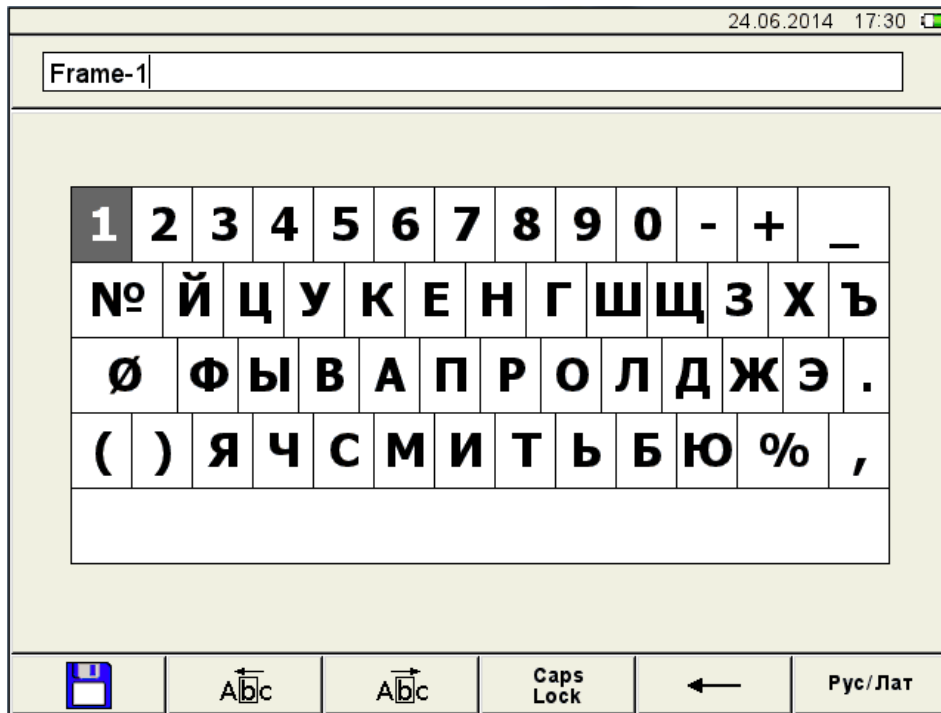 24.06.2014 17:30
Frame-1
1 2 3 4 5 6 7 8 9 0 - + _
№ Й Ц У К Е Н Г Ш Щ З Х Ъ
Ø Ф Ы В А П Р О Л Д Ж Э .
( ) Я Ч С М И Т Ь Б Ю % ,
Abc Abc Caps Lock ← Рус/Лат